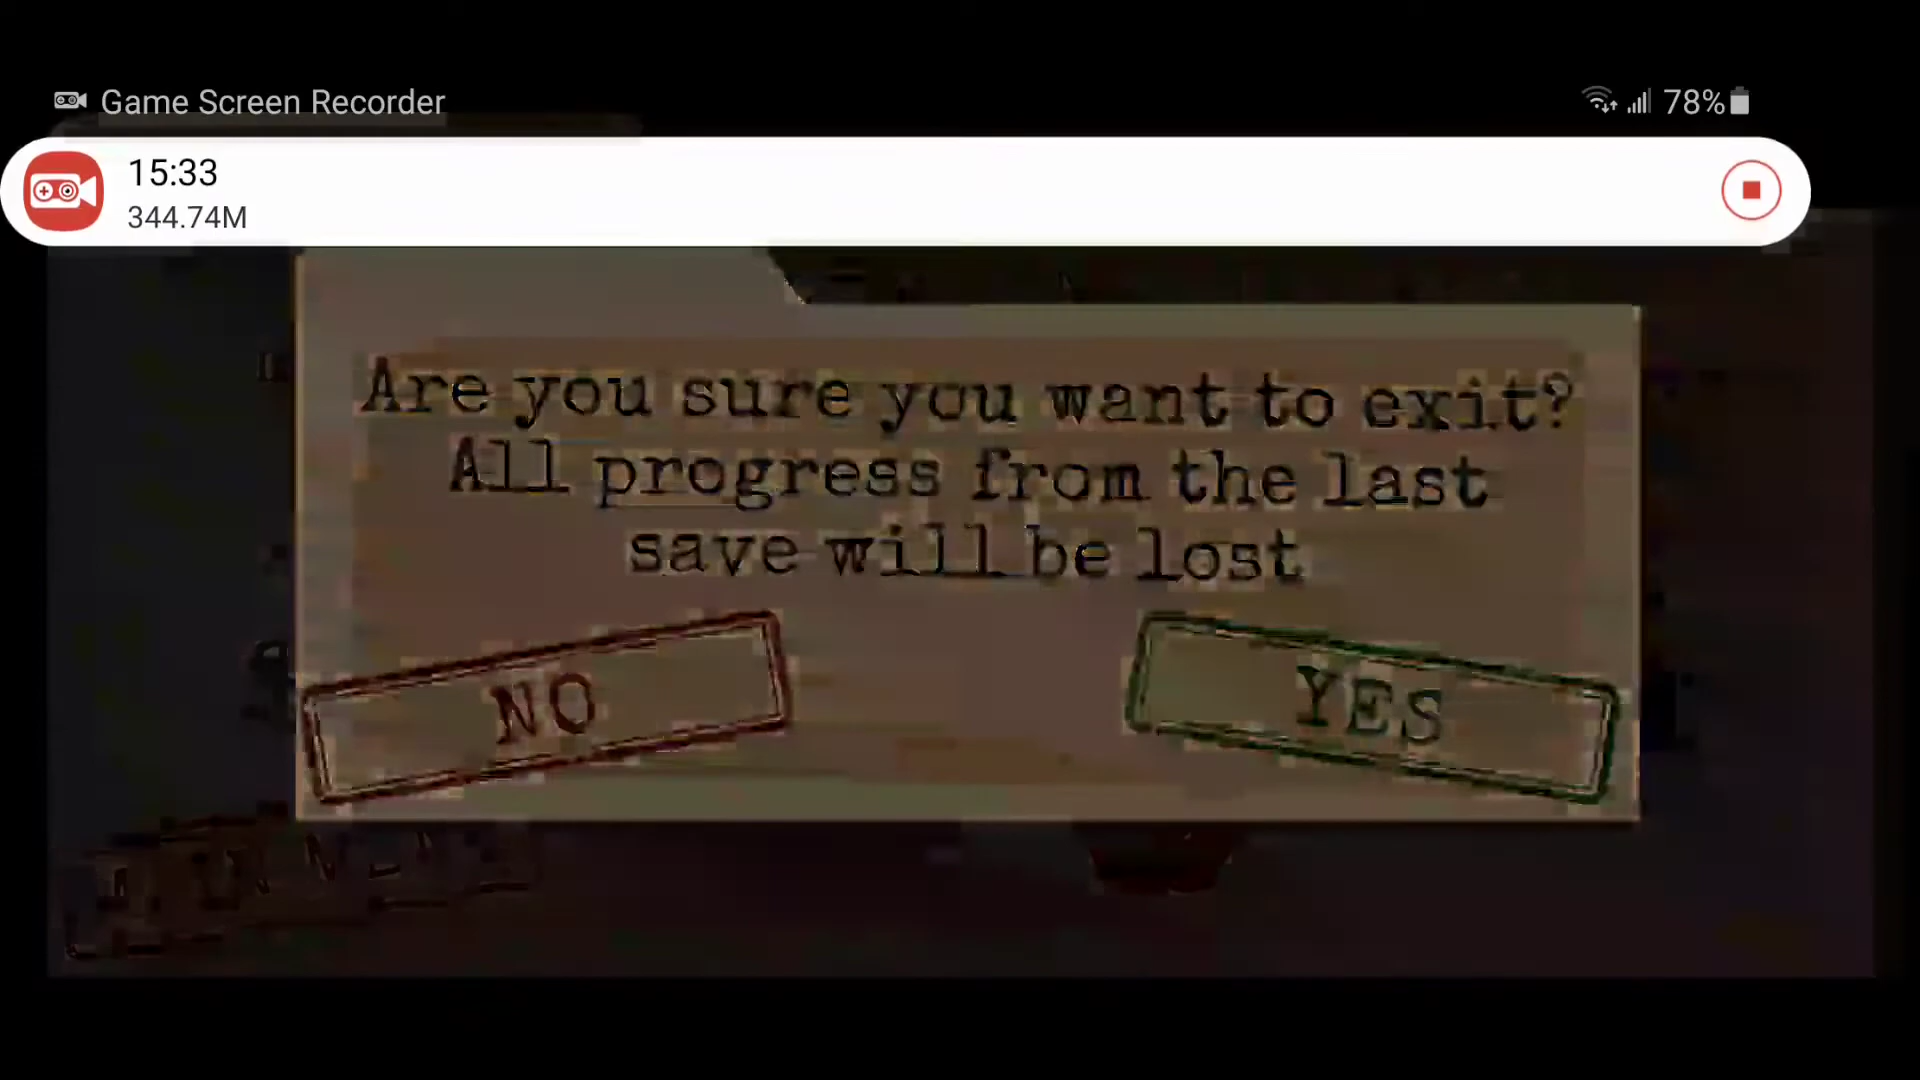 Game Screen Recorder
78%
15:33
344.74M
Are you sure you want to exit?
All progress from the last
save will be lost
NO
YES